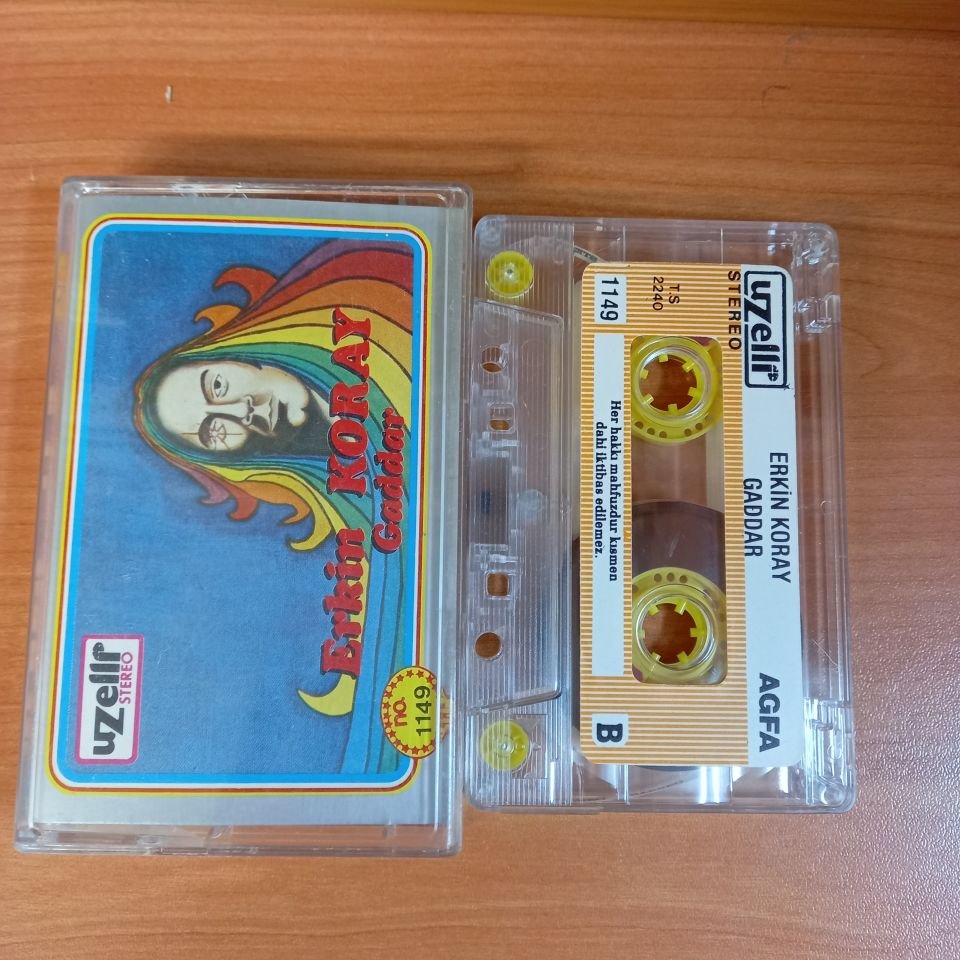 Erkin KORAY
Gaddar
uzelli
STEREO
no.
1149
uzelli
STEREO
T.S
2240
1149
ERKİN KORAY
GADDAR
Her hakkı mahfuzdur kısmen
dahi iktibas edilemez.
AGFA
B